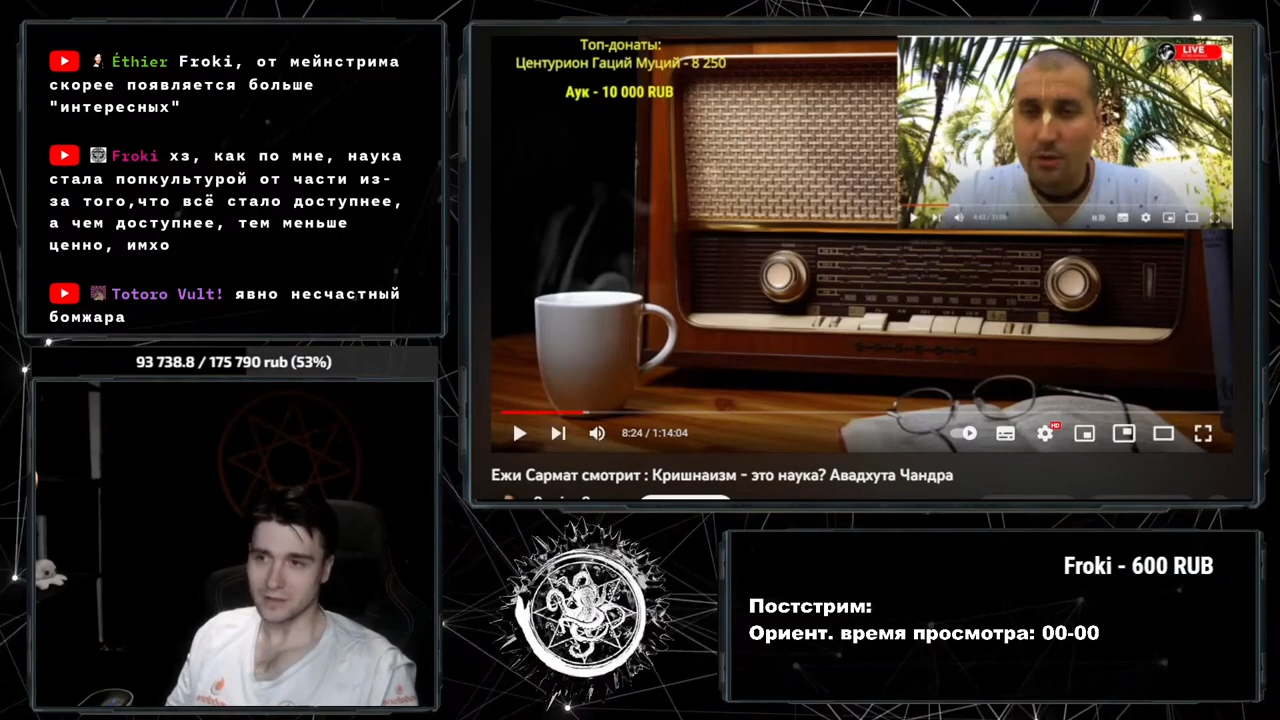 Éthier Froki, от мейнстрима
скорее появляется больше
"интересных"
Froki хз, как по мне, наука
стала попкультурой от части из-
за того,что всё стало доступнее,
а чем доступнее, тем меньше
ценно, имхо
Totoro Vult! явно несчастный
бомжара
93 738.8 / 175 790 rub (53%)
Топ-донаты:
Центурион Гаций Муций - 8 250
Аук - 10 000 RUB
LIVE
8:24 / 1:14:04
HD
Ежи Сармат смотрит : Кришнаизм - это наука? Авадхута Чандра
Froki - 600 RUB
Постстрим:
Ориент. время просмотра: 00-00